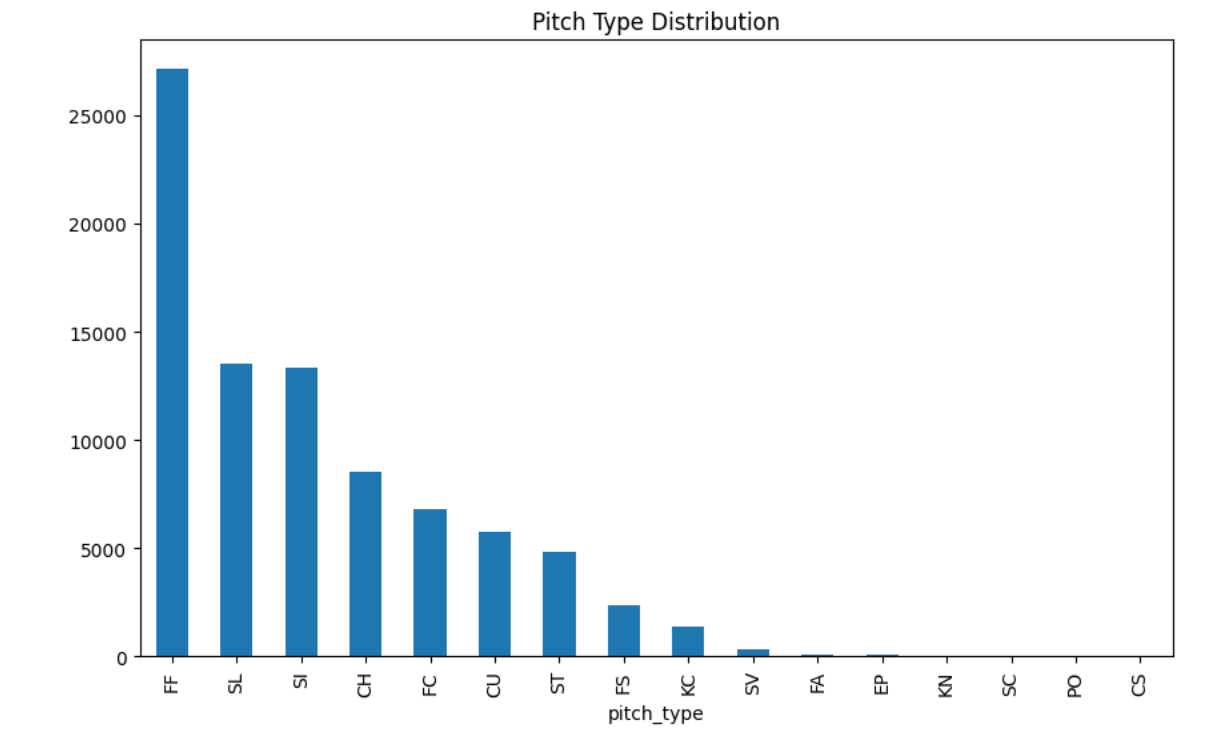 Pitch Type Distribution
25000
20000
15000
10000
5000
0
FF SL SI CH FC CU ST FS KC SV FA EP KN SC PO CS
pitch_type